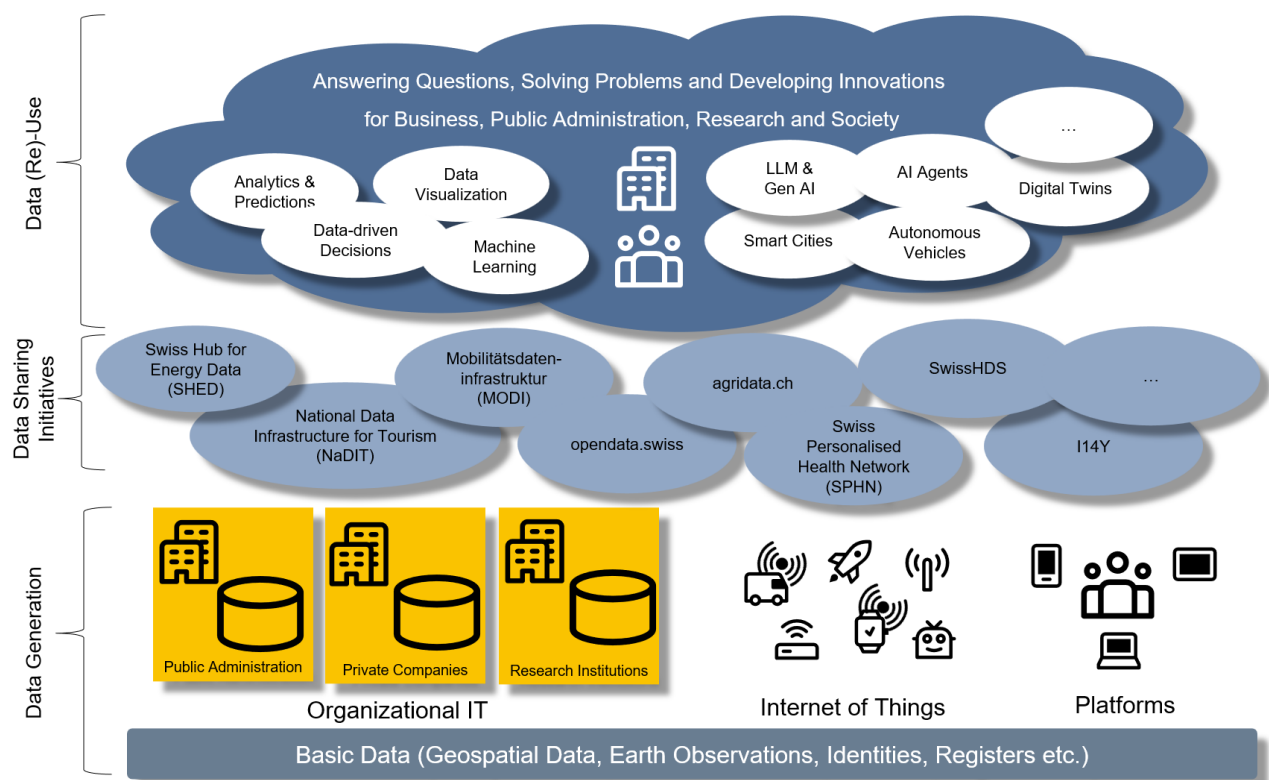 Data (Re)-Use
Answering Questions, Solving Problems and Developing Innovations
for Business, Public Administration, Research and Society
Analytics &
Predictions
Data
Visualization
Data-driven
Decisions
Machine
Learning
LLM &
Gen AI
AI Agents
…
Digital Twins
Smart Cities
Autonomous
Vehicles
Data Sharing
Initiatives
Swiss Hub for
Energy Data
(SHED)
National Data
Infrastructure for Tourism
(NaDIT)
Mobilitätsdaten-
infrastruktur
(MODI)
opendata.swiss
agridata.ch
Swiss
Personalised
Health Network
(SPHN)
SwissHDS
…
I14Y
Data Generation
Public Administration
Private Companies
Research Institutions
Organizational IT
Internet of Things
Platforms
Basic Data (Geospatial Data, Earth Observations, Identities, Registers etc.)